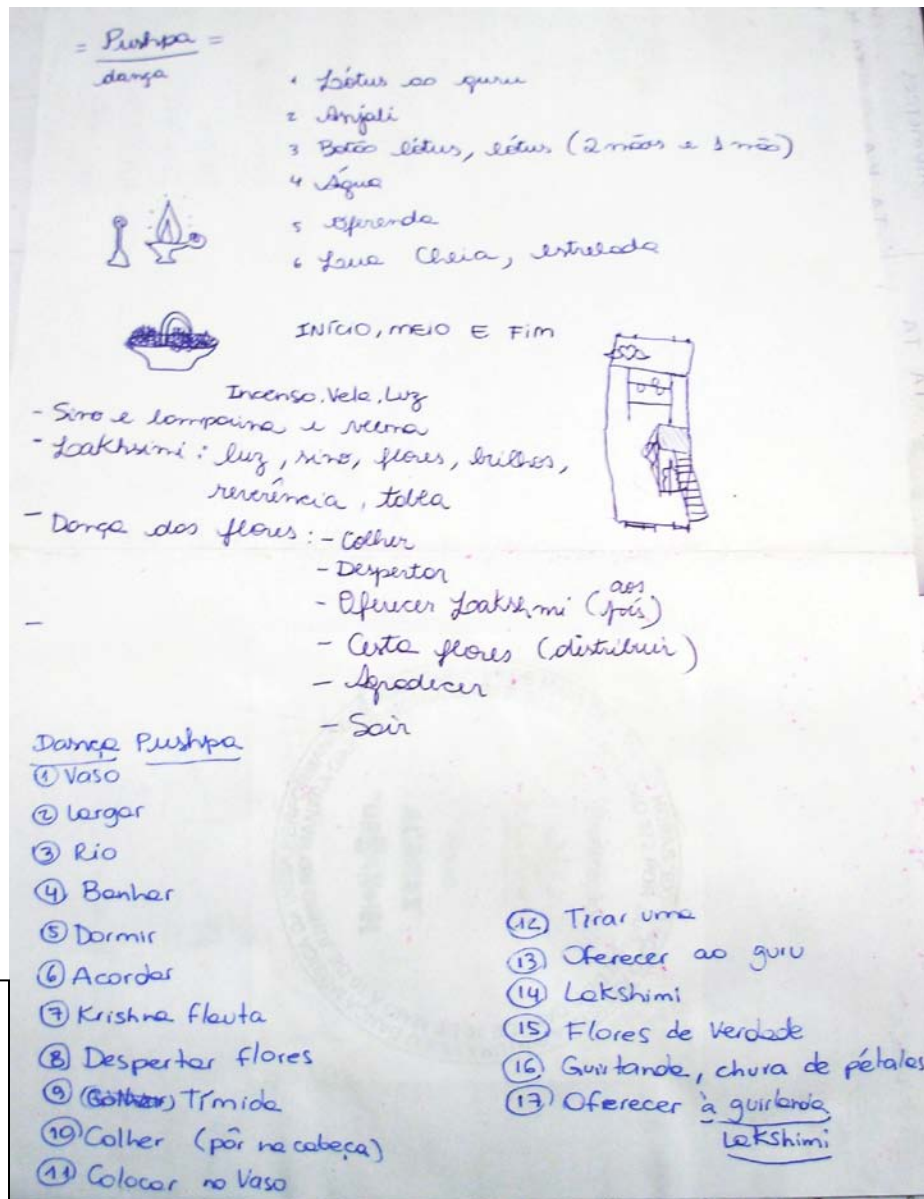 = Pushpa =
dança
1 Lótus ao guru
2 Anjali
3 Botão lótus, lótus (2 mãos e 1 mão)
4 Água
5 Oferenda
6 Lua Cheia, estrelada
INÍCIO, MEIO E FIM
Incenso, Vela, Luz
- Sino e lamparina e
- Lakhsimi: luz, sino, flores, brilhos,
reverência, tabla
- Dança das flores: - Colher
- Despertar
- Oferecer Lakshmi (aos pés)
-
- Cesta flores (distribuir)
- Agradecer
- Sair
Dança Pushpa
① Vaso
② Largar
③ Rio
④ Banhar
⑤ Dormir
⑥ Acordar
⑦ Krishna flauta
⑧ Despertar flores
⑨ Tímida
⑩ Colher (pôr na cabeça)
⑪ Colocar no Vaso
⑫ Tirar uma
⑬ Oferecer ao guru
⑭ Lakshimi
⑮ Flores de Verdade
⑯ Guirlanda, chuva de pétalas
⑰ Oferecer à guirlanda
Lakshimi